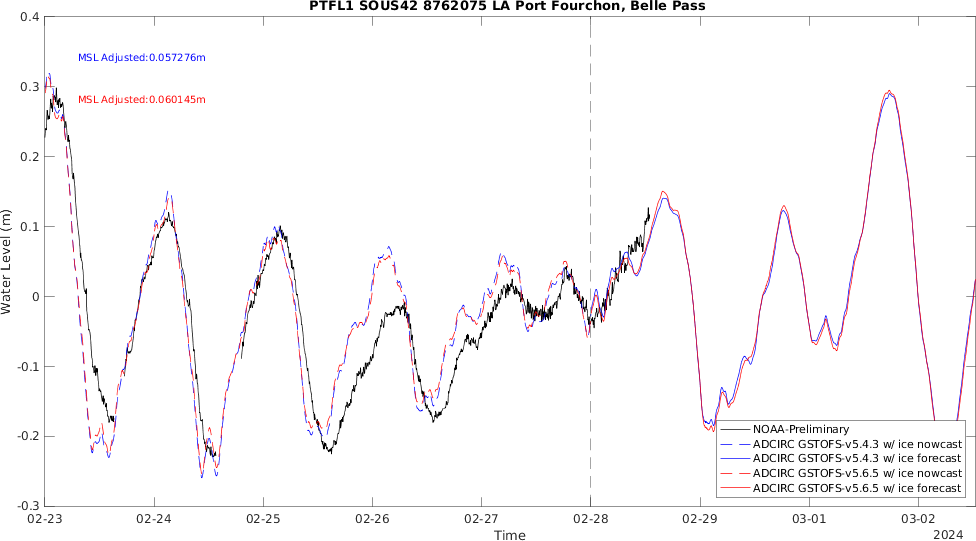 PTFL1 SOUS42 8762075 LA Port Fourchon, Belle Pass
MSL Adjusted:0.057276m
MSL Adjusted:0.060145m
Water Level (m)
0.4
0.3
0.2
0.1
0
-0.1
-0.2
-0.3
NOAA-Preliminary
ADCIRC GSTOFS-v5.4.3 w/ ice nowcast
ADCIRC GSTOFS-v5.4.3 w/ ice forecast
ADCIRC GSTOFS-v5.6.5 w/ ice nowcast
ADCIRC GSTOFS-v5.6.5 w/ ice forecast
02-23 02-24 02-25 02-26 02-27 02-28 02-29 03-01 03-02
Time
2024